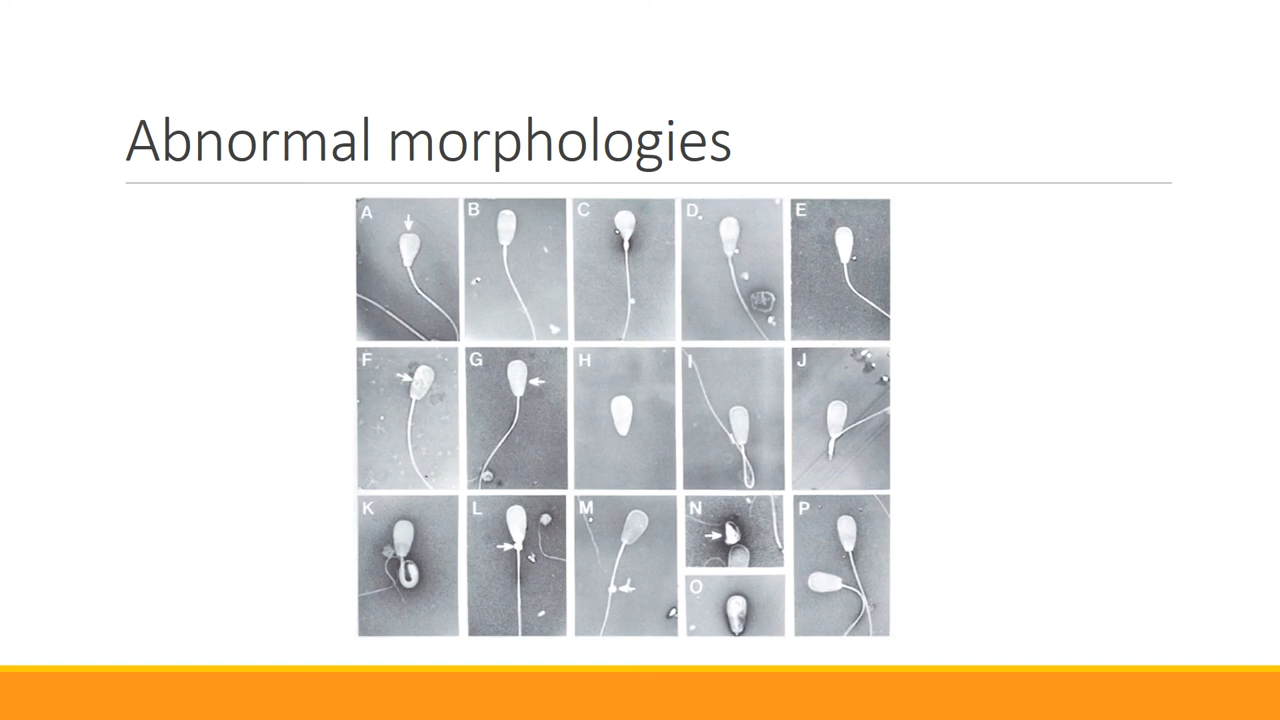 Abnormal morphologies
A B C D E
F G H I J
K L M N P
O